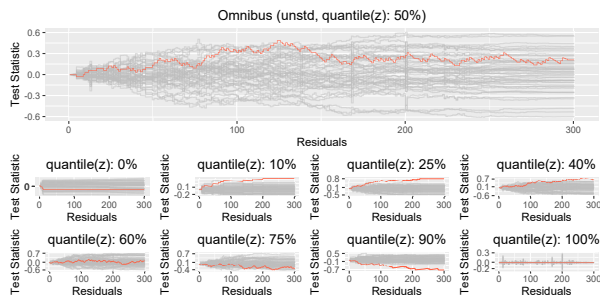 Omnibus (unstd, quantile(z): 50%)
Test Statistic
0.6
0.3
0.0
-0.3
-0.6
0 100 200 300
Residuals
quantile(z): 0% quantile(z): 10% quantile(z): 25% quantile(z): 40%
Test Statistic Test Statistic Test Statistic Test Statistic
0
0.1
-0.2
0.8
0.5
0.1
-0.2
0.7
0.1
-0.6
0 100 200 300 0 100 200 300 0 100 200 300 0 100 200 300
Residuals Residuals Residuals Residuals
quantile(z): 60% quantile(z): 75% quantile(z): 90% quantile(z): 100%
Test Statistic Test Statistic Test Statistic Test Statistic
0.7
-0.6
0.7
0.1
-0.4
0.5
-0.1
-0.7
0.3
-0.2
0 100 200 300 0 100 200 300 0 100 200 300 0 100 200 300
Residuals Residuals Residuals Residuals